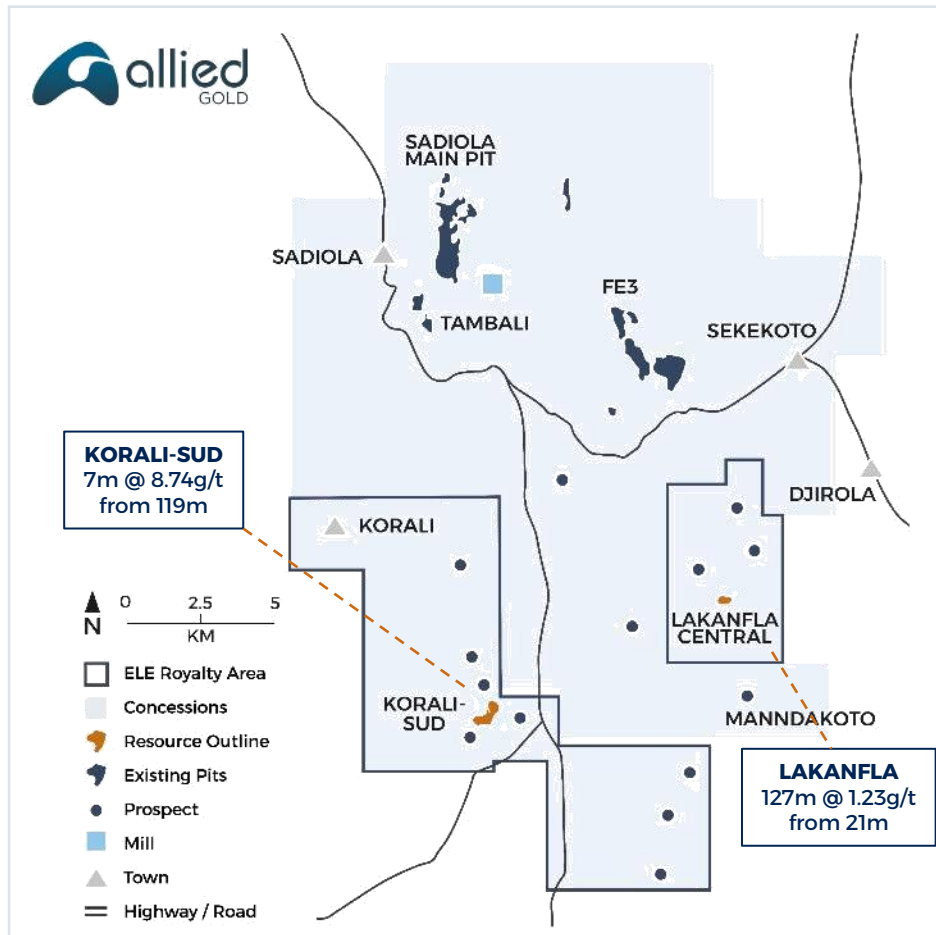 allied
GOLD
SADIOLA
MAIN PIT
SADIOLA
TAMBALI
FE3
SEKEKOTO
KORALI-SUD
7m @ 8.74g/t
from 119m
DJIROLA
KORALI
N
0 2.5 5
KM
LAKANFLA
CENTRAL
ELE Royalty Area
Concessions
Resource Outline
Existing Pits
Prospect
Mill
Town
Highway / Road
KORALI-
SUD
MANNDAKOTO
LAKANFLA
127m @ 1.23g/t
from 21m